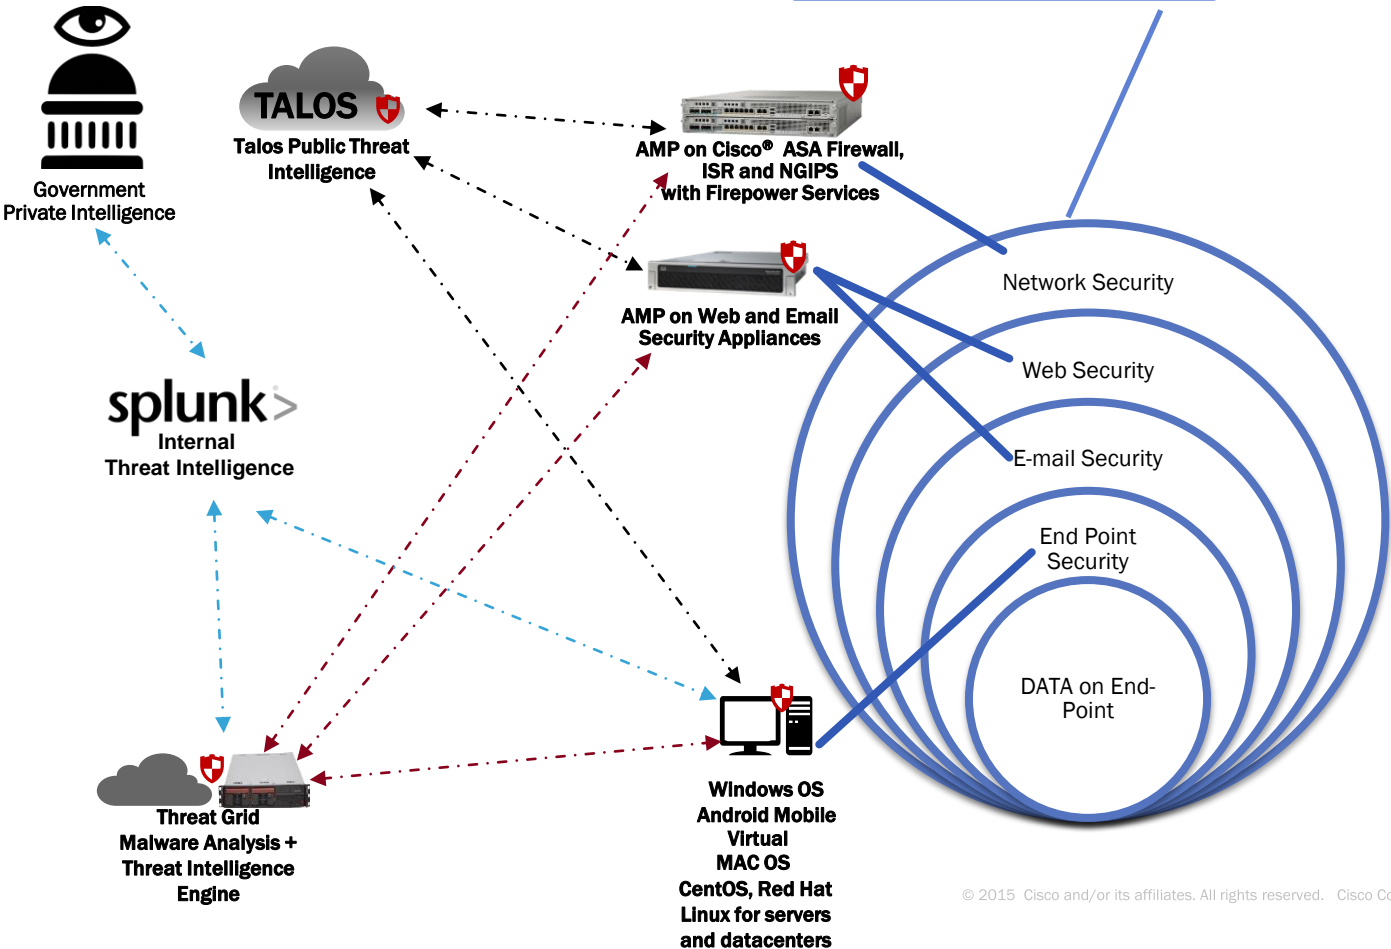 Government
Private Intelligence
TALOS
Talos Public Threat
Intelligence
AMP on Cisco® ASA Firewall,
ISR and NGIPS
with Firepower Services
AMP on Web and Email
Security Appliances
splunk>
Internal
Threat Intelligence
Threat Grid
Malware Analysis +
Threat Intelligence
Engine
Windows OS
Android Mobile
Virtual
MAC OS
CentOS, Red Hat
Linux for servers
and datacenters
Network Security
Web Security
E-mail Security
End Point
Security
DATA on End-
Point
© 2015 Cisco and/or its affiliates. All rights reserved. Cisco Co